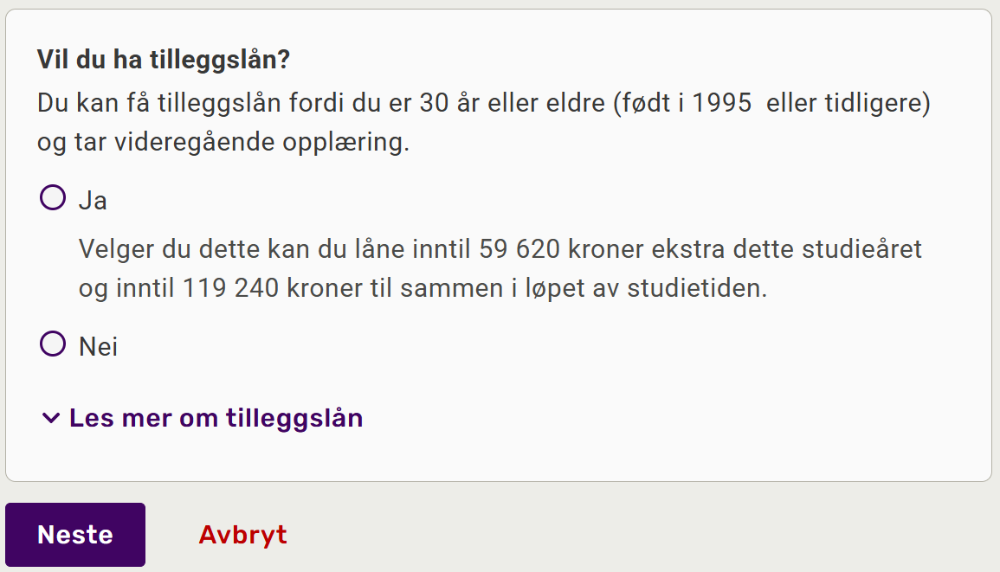 Vil du ha tilleggslån?
Du kan få tilleggslån fordi du er 30 år eller eldre (født i 1995  eller tidligere)
og tar videregående opplæring.
Ja
Velger du dette kan du låne inntil 59 620 kroner ekstra dette studieåret
og inntil 119 240 kroner til sammen i løpet av studietiden.
Nei
Les mer om tilleggslån
Neste Avbryt